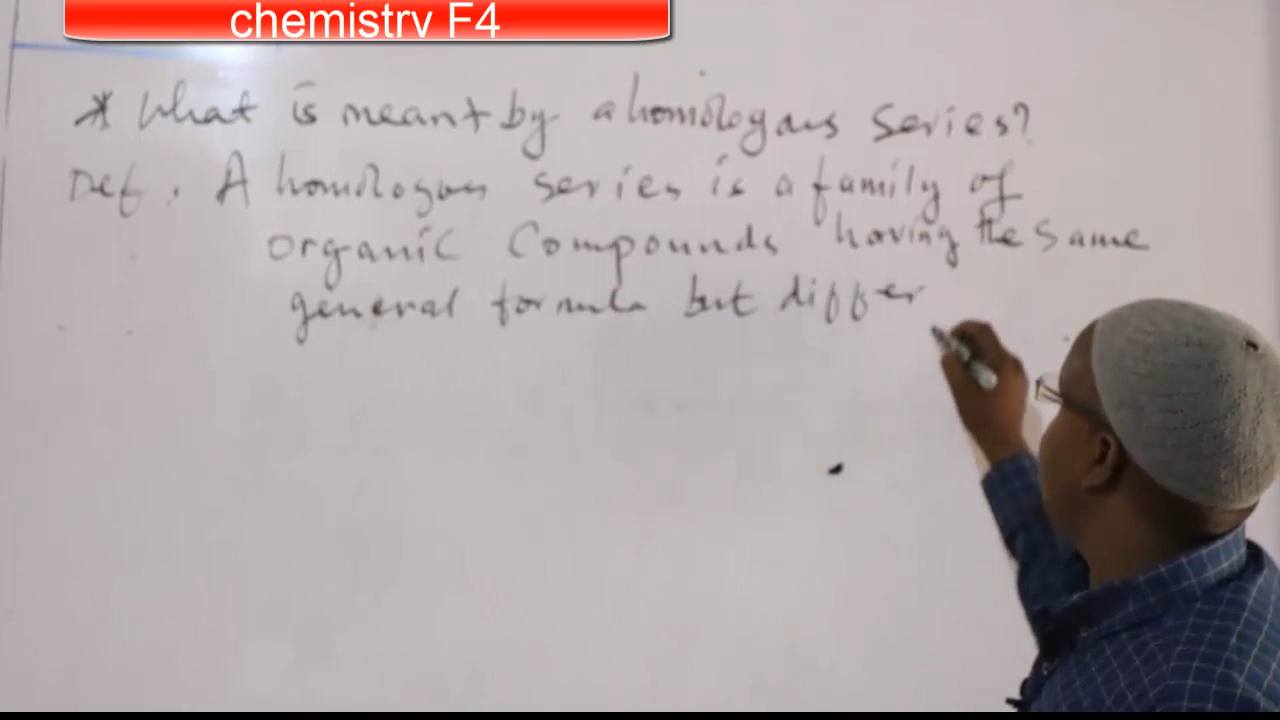 chemistry F4
* What is meant by a homologous series?
Def. A homologous series is a family of
organic compounds having the same
general formula but differ